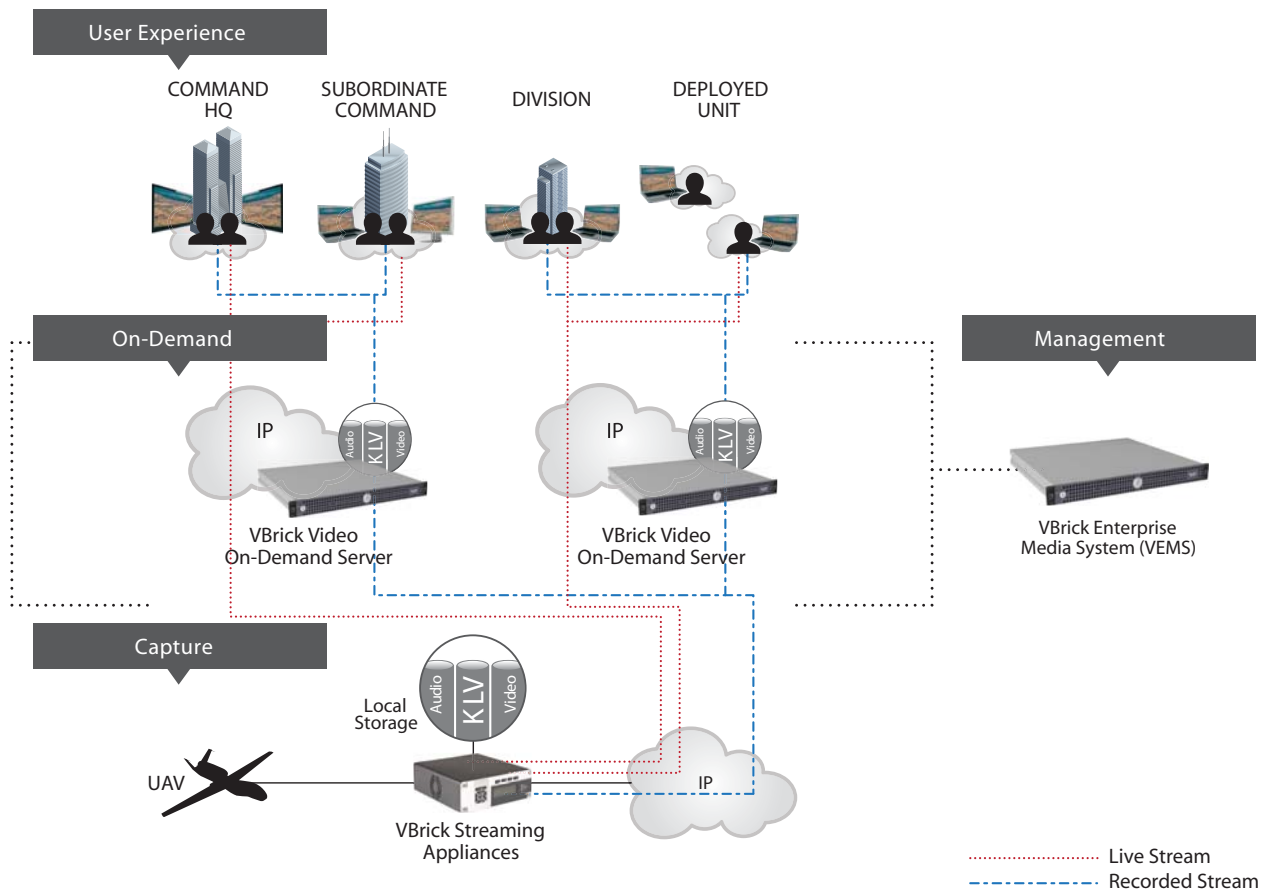 User Experience
COMMAND
HQ
SUBORDINATE
COMMAND
DIVISION
DEPLOYED
UNIT
On-Demand
Management
IP
Audio
KLV
Video
IP
Audio
KLV
Video
VBrick Video
On-Demand Server
VBrick Video
On-Demand Server
VBrick Enterprise
Media System (VEMS)
Capture
Audio
KLV
Video
Local
Storage
UAV
IP
VBrick Streaming
Appliances
Live Stream
Recorded Stream